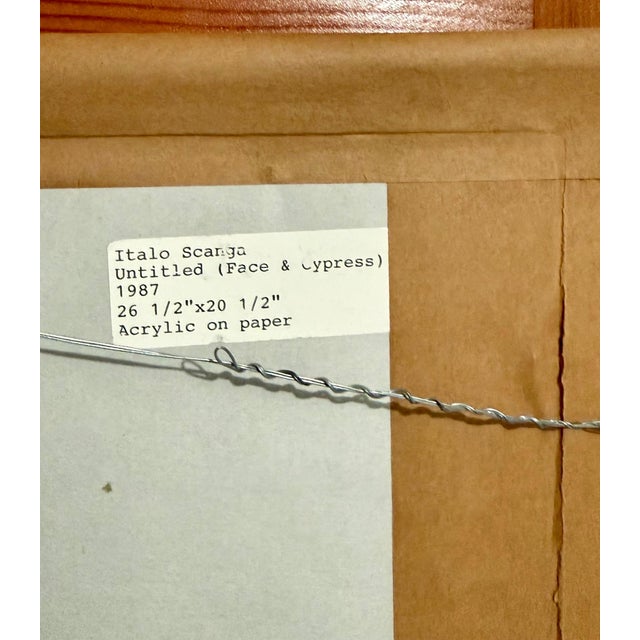 Italo Scanga
Untitled (Face & Cypress)
1987
26 1/2"x20 1/2"
Acrylic on paper